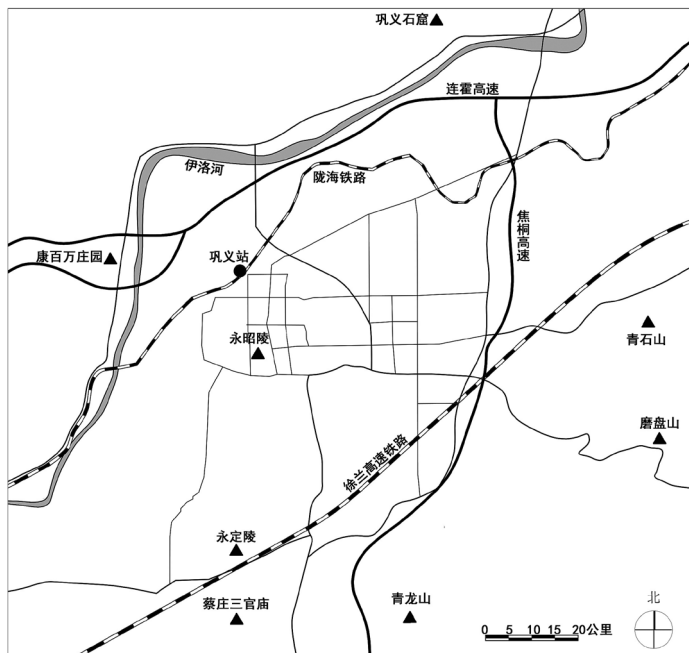 巩义石窟
连霍高速
伊洛河
陇海铁路
焦桐高速
康百万庄园
巩义站
永昭陵
青石山
磨盘山
徐兰高速铁路
永定陵
蔡庄三官庙
青龙山
北
0 5 10 15 20公里